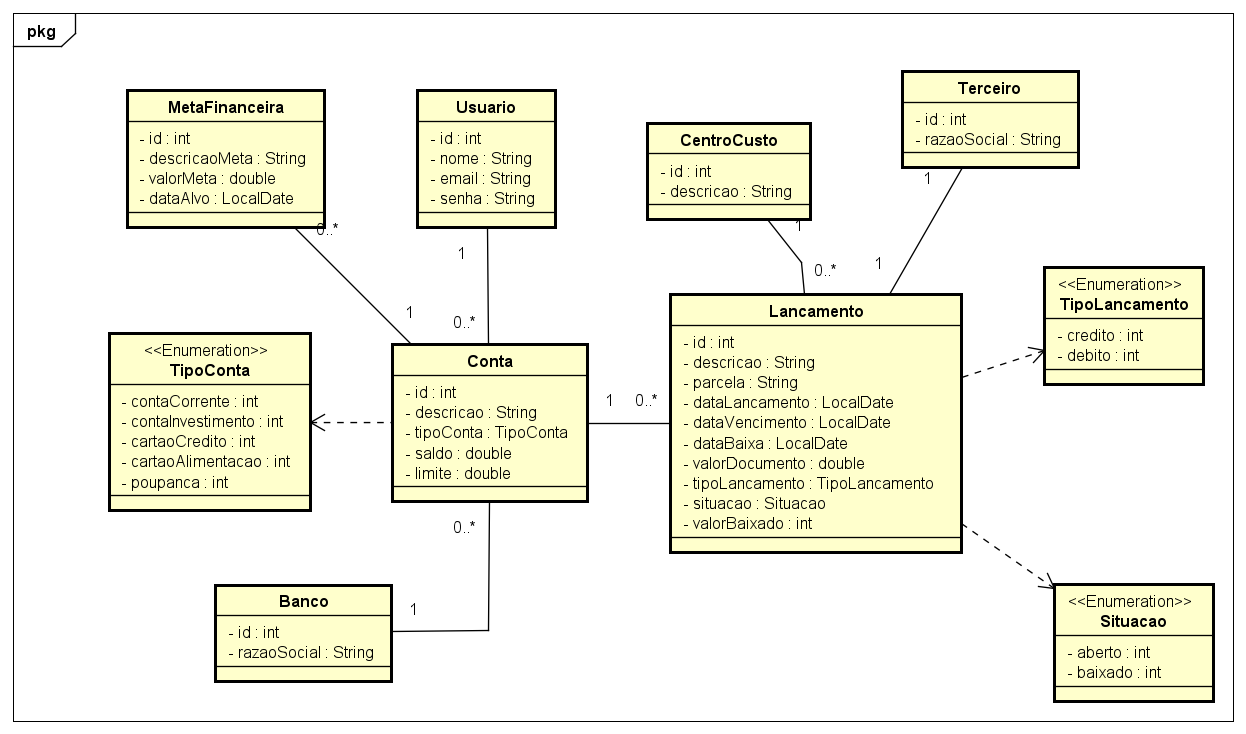 pkg
MetaFinanceira
- id : int
- descricaoMeta : String
- valorMeta : double
- dataAlvo : LocalDate
0..*
1
Usuario
- id : int
- nome : String
- email : String
- senha : String
1
0..*
CentroCusto
- id : int
- descricao : String
1
0..*
Terceiro
- id : int
- razaoSocial : String
1
1
<<Enumeration>>
TipoLancamento
- credito : int
- debito : int
<<Enumeration>>
TipoConta
- contaCorrente : int
- contaInvestimento : int
- cartaoCredito : int
- cartaoAlimentacao : int
- poupanca : int
Conta
- id : int
- descricao : String
- tipoConta : TipoConta
- saldo : double
- limite : double
1 0..*
Lancamento
- id : int
- descricao : String
- parcela : String
- dataLancamento : LocalDate
- dataVencimento : LocalDate
- dataBaixa : LocalDate
- valorDocumento : double
- tipoLancamento : TipoLancamento
- situacao : Situacao
- valorBaixado : int
0..*
1
Banco
- id : int
- razaoSocial : String
<<Enumeration>>
Situacao
- aberto : int
- baixado : int